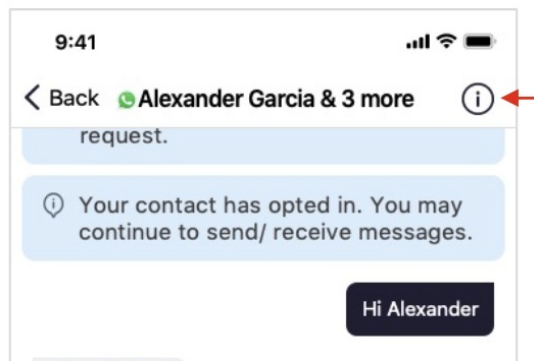 9:41
Back Alexander Garcia & 3 more
request.
Your contact has opted in. You may
continue to send/ receive messages.
Hi Alexander